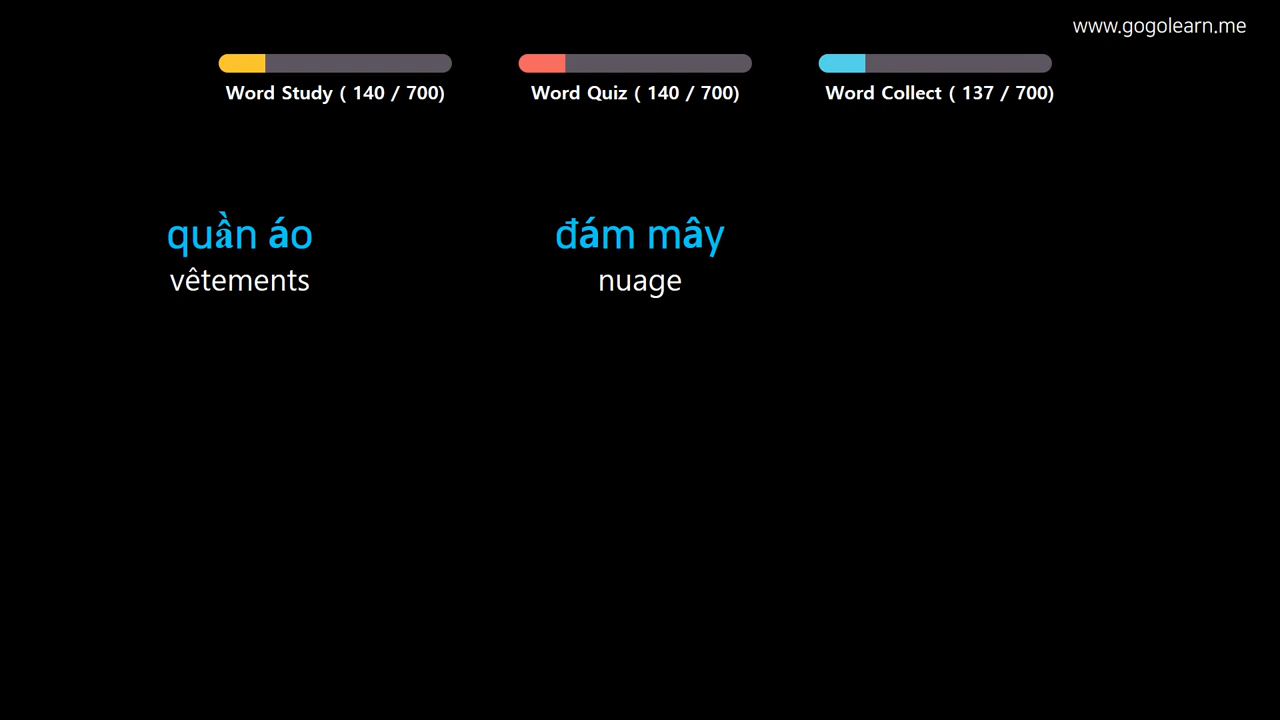 www.gogolearn.me
Word Study ( 140 / 700)
Word Quiz ( 140 / 700)
Word Collect ( 137 / 700)
quần áo
vêtements
đám mây
nuage